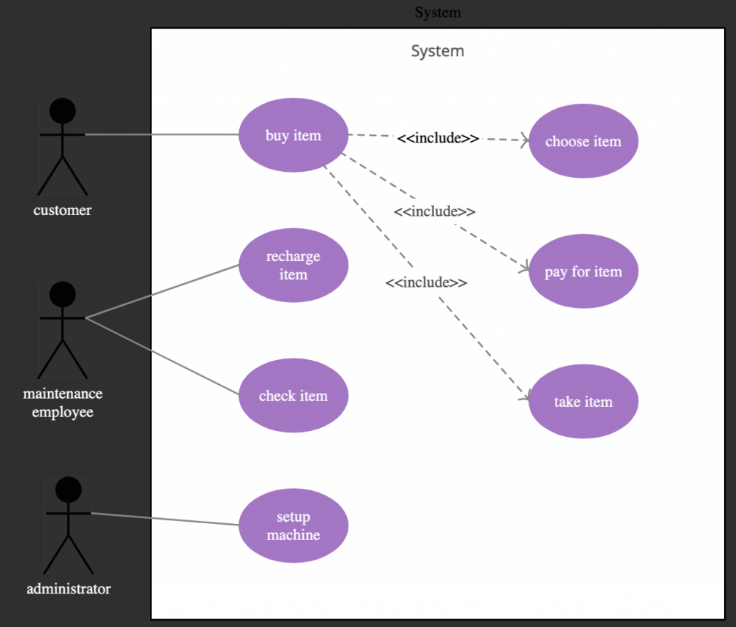 System
System
customer
buy item
<<include>>
choose item
<<include>>
recharge
item
pay for item
<<include>>
maintenance
employee
check item
take item
setup
machine
administrator